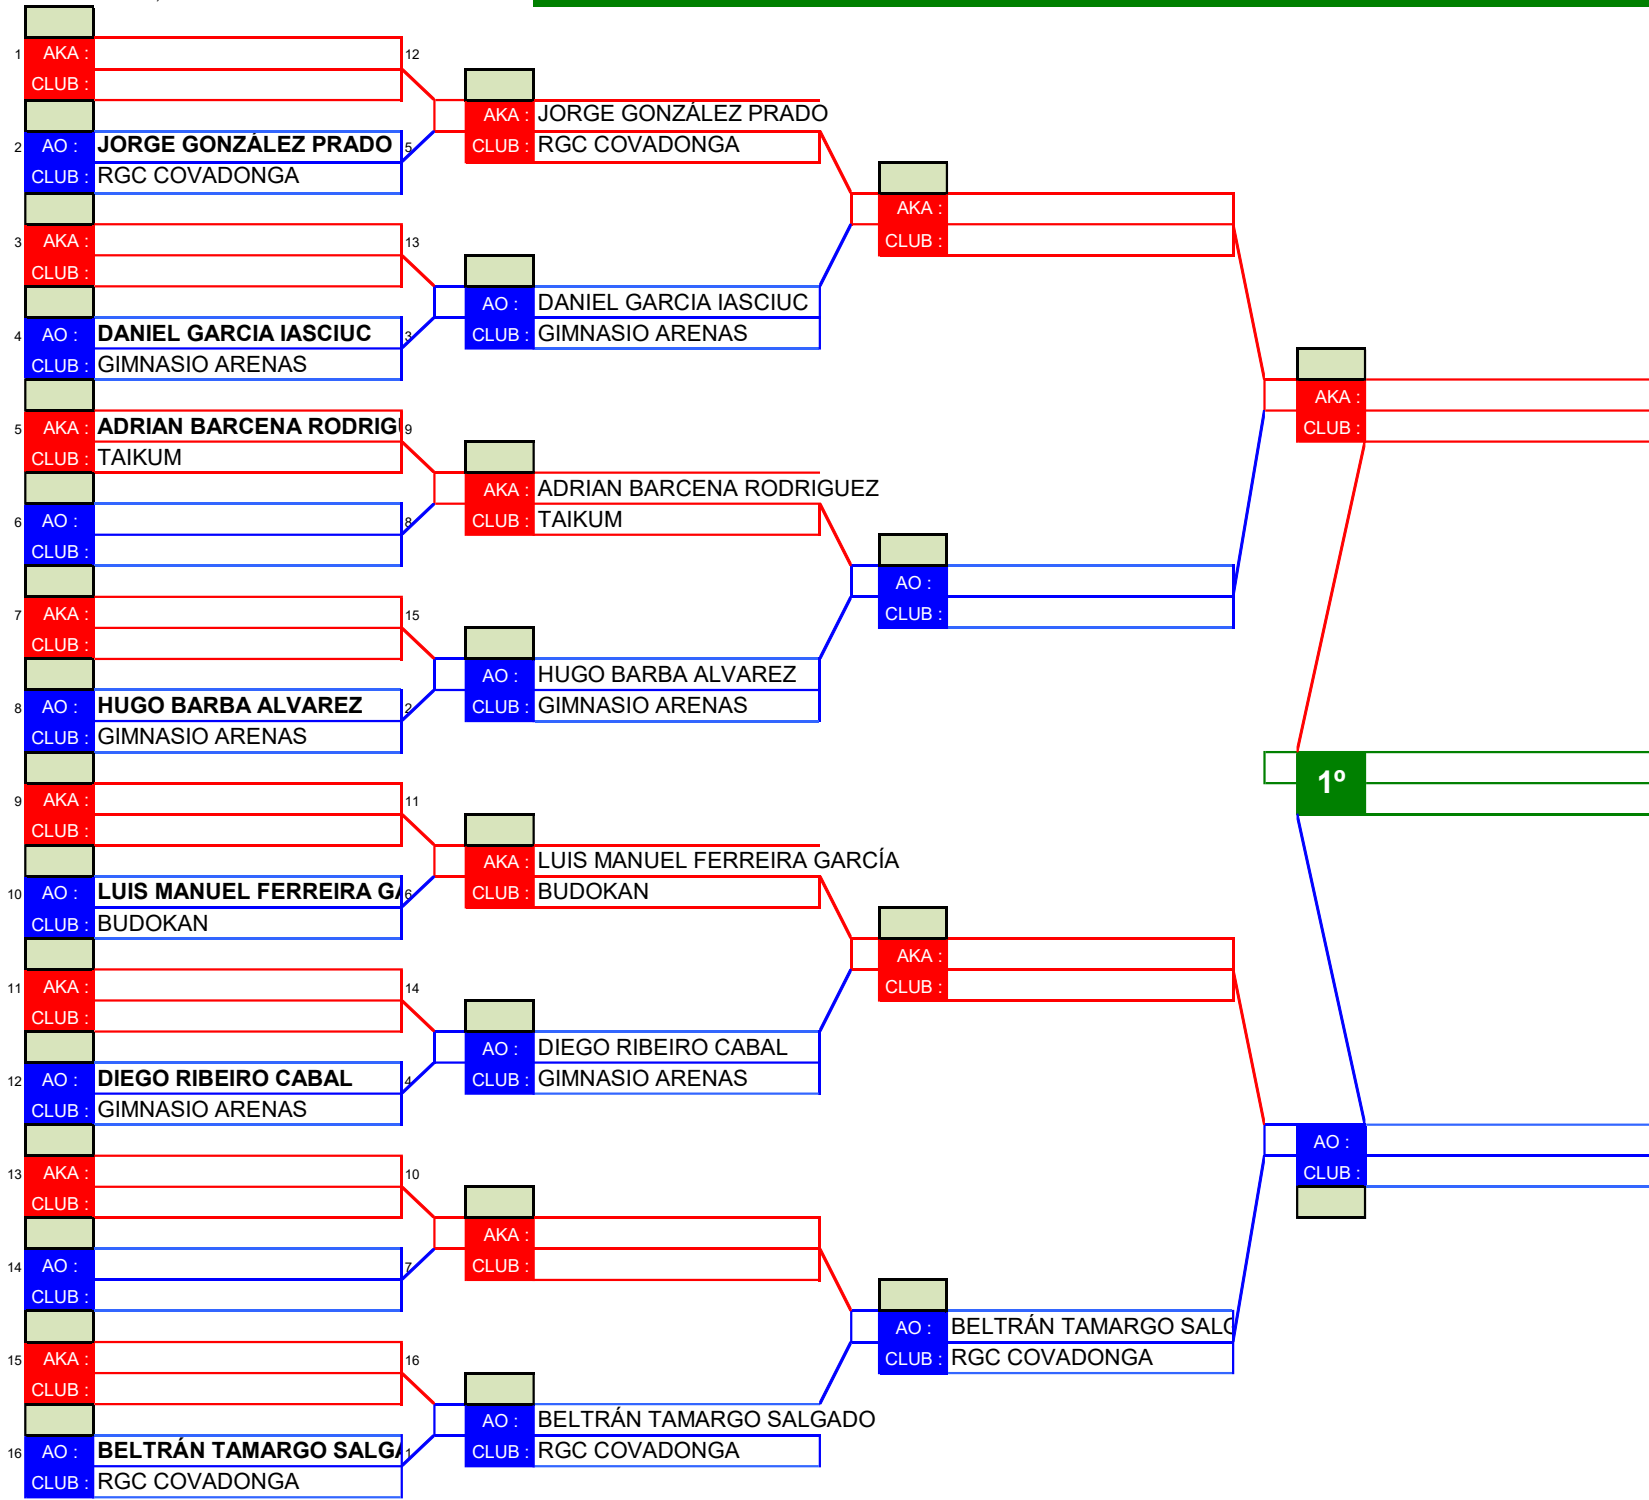 1 AKA : 12
CLUB :
2 AO : JORGE GONZÁLEZ PRADO 5
CLUB : RGC COVADONGA
3 AKA : 13
CLUB :
4 AO : DANIEL GARCIA IASCIUC 3
CLUB : GIMNASIO ARENAS
5 AKA : ADRIAN BARCENA RODRIGU 9
CLUB : TAIKUM
6 AO : 8
CLUB :
7 AKA : 15
CLUB :
8 AO : HUGO BARBA ALVAREZ 2
CLUB : GIMNASIO ARENAS
9 AKA : 11
CLUB :
10 AO : LUIS MANUEL FERREIRA GA 6
CLUB : BUDOKAN
11 AKA : 14
CLUB :
12 AO : DIEGO RIBEIRO CABAL 4
CLUB : GIMNASIO ARENAS
13 AKA : 10
CLUB :
14 AO : 7
CLUB :
15 AKA : 16
CLUB :
16 AO : BELTRÁN TAMARGO SALGA 1
CLUB : RGC COVADONGA
AKA : JORGE GONZÁLEZ PRADO
CLUB : RGC COVADONGA
AO : DANIEL GARCIA IASCIUC
CLUB : GIMNASIO ARENAS
AKA : ADRIAN BARCENA RODRIGUEZ
CLUB : TAIKUM
AO : HUGO BARBA ALVAREZ
CLUB : GIMNASIO ARENAS
AKA : LUIS MANUEL FERREIRA GARCÍA
CLUB : BUDOKAN
AO : DIEGO RIBEIRO CABAL
CLUB : GIMNASIO ARENAS
AKA :
CLUB :
AO : BELTRÁN TAMARGO SALGADO
CLUB : RGC COVADONGA
AKA :
CLUB :
AO :
CLUB :
AKA :
CLUB :
AO : BELTRÁN TAMARGO SALG
CLUB : RGC COVADONGA
AKA :
CLUB :
1º
AO :
CLUB :